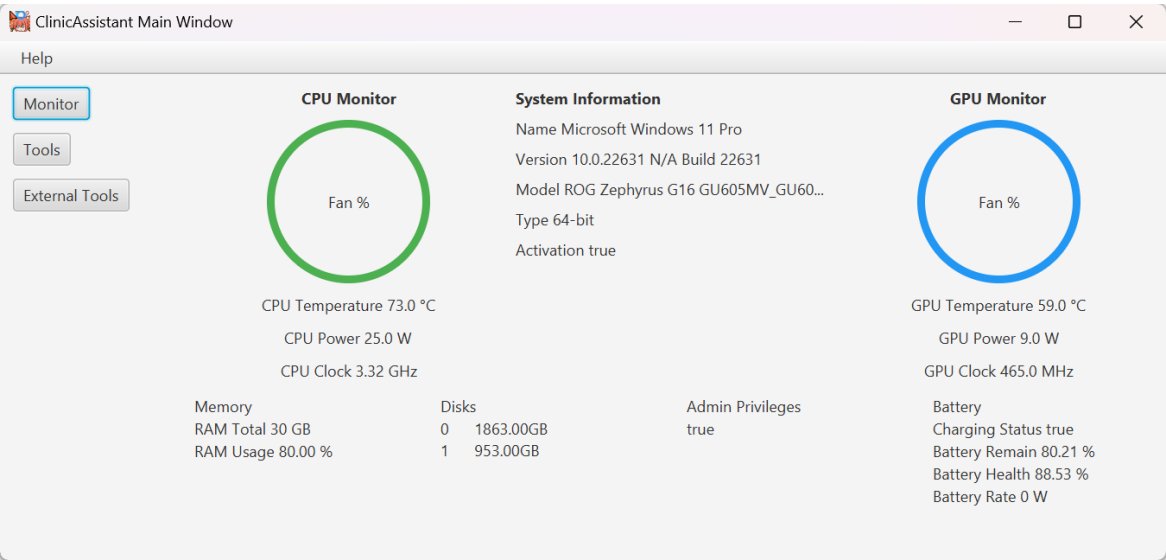 ClinicAssistant Main Window
Help
Monitor
Tools
External Tools
CPU Monitor
Fan %
CPU Temperature 73.0 °C
CPU Power 25.0 W
CPU Clock 3.32 GHz
System Information
Name Microsoft Windows 11 Pro
Version 10.0.22631 N/A Build 22631
Model ROG Zephyrus G16 GU605MV_GU60...
Type 64-bit
Activation true
GPU Monitor
Fan %
GPU Temperature 59.0 °C
GPU Power 9.0 W
GPU Clock 465.0 MHz
Memory
RAM Total 30 GB
RAM Usage 80.00 %
Disks
0 1863.00GB
1 953.00GB
Admin Privileges
true
Battery
Charging Status true
Battery Remain 80.21 %
Battery Health 88.53 %
Battery Rate 0 W